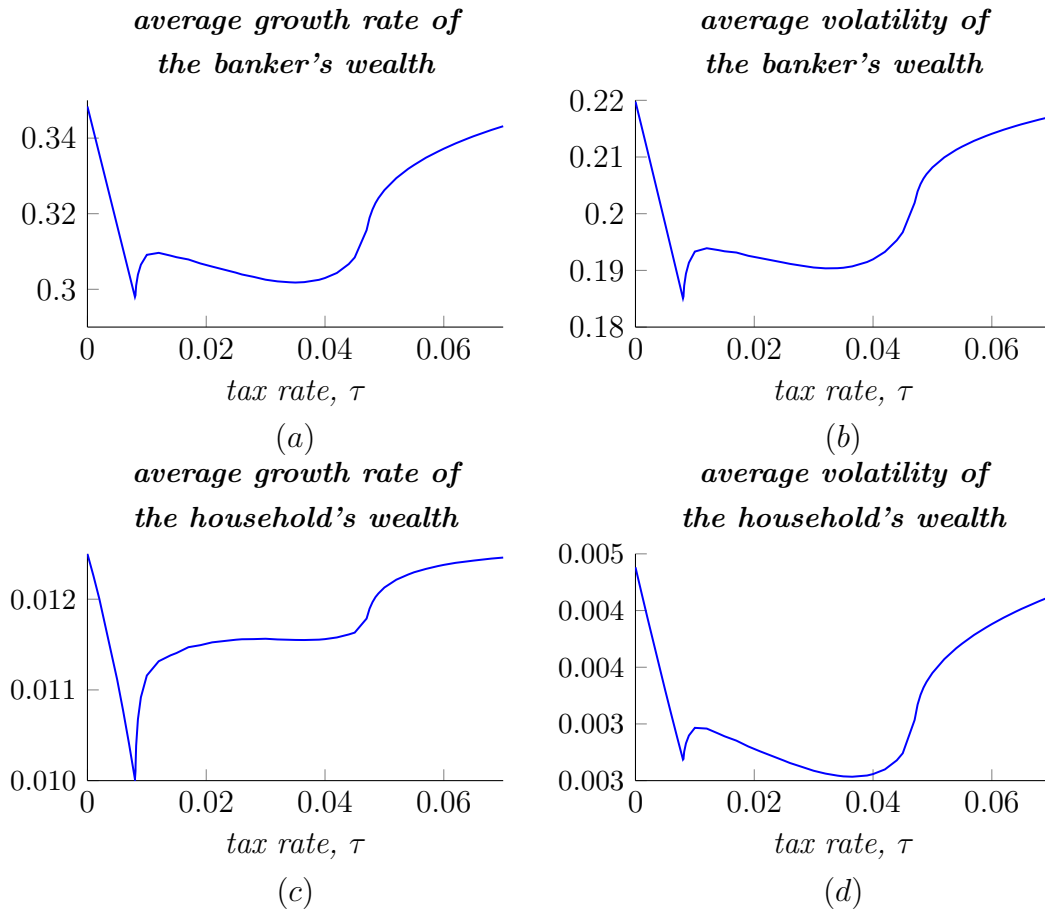 average growth rate of
the banker's wealth
0.34
0.32
0.3
0
0.02
0.04
0.06
tax rate, τ
(a)
average volatility of
the banker's wealth
0.22
0.21
0.2
0.19
0.18
0
0.02
0.04
0.06
tax rate, τ
(b)
average growth rate of
the household's wealth
0.012
0.011
0.010
0
0.02
0.04
0.06
tax rate, τ
(c)
average volatility of
the household's wealth
0.005
0.004
0.004
0.003
0.003
0
0.02
0.04
0.06
tax rate, τ
(d)